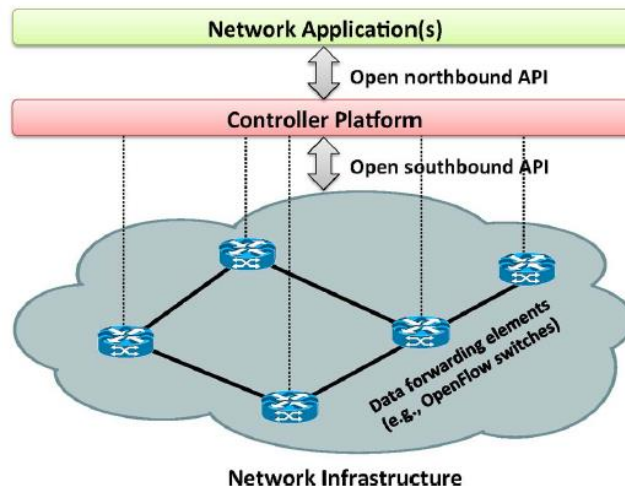 Network Application(s)
Open northbound API
Controller Platform
Open southbound API
Data forwarding elements
(e.g., OpenFlow switches)
Network Infrastructure